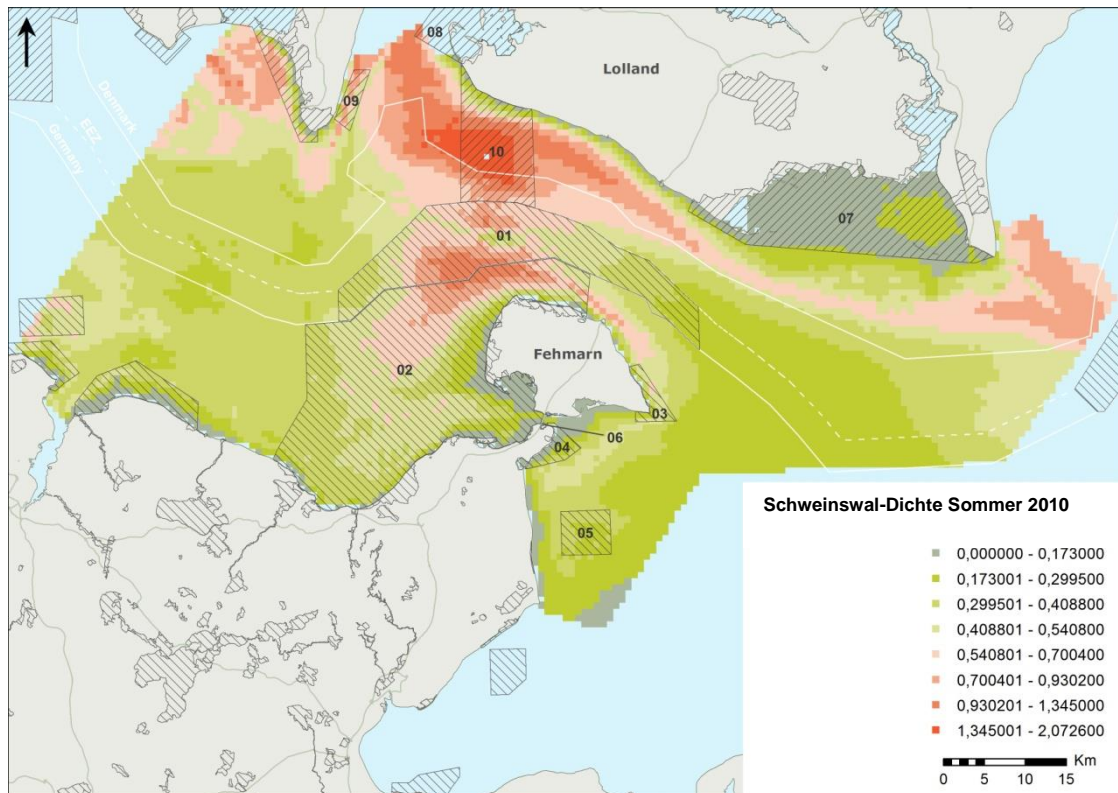 08
Lolland
09
Denmark
EEZ
Germany
10
07
01
Fehmarn
02
03
06
04
05
Schweinswal-Dichte Sommer 2010
0,000000 - 0,173000
0,173001 - 0,299500
0,299501 - 0,408800
0,408801 - 0,540800
0,540801 - 0,700400
0,700401 - 0,930200
0,930201 - 1,345000
1,345001 - 2,072600
Km
0 5 10 15